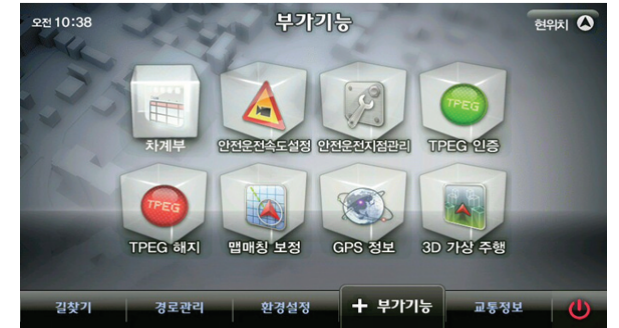 오전 10:38
부가기능
현위치
차계부
안전운전속도설정
안전운전지점관리
TPEG
TPEG 인증
TPEG
TPEG 해지
맵매칭 보정
GPS 정보
3D 가상 주행
길찾기
경로관리
환경설정
+ 부가기능
교통정보